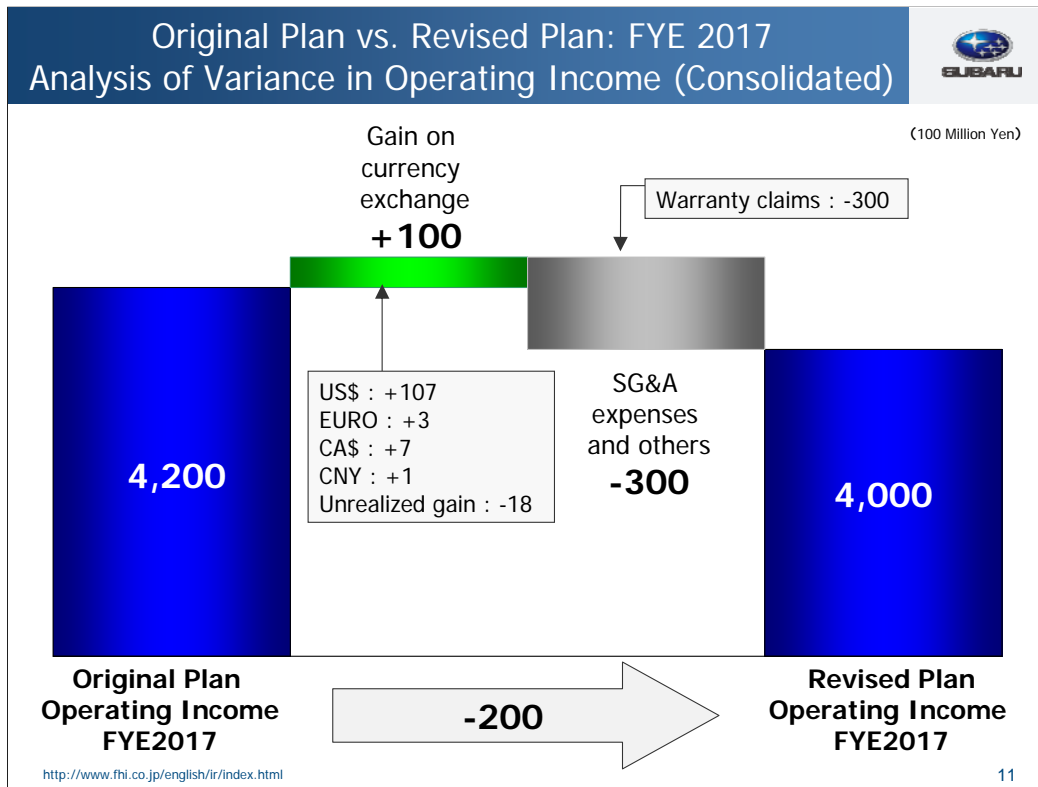 Original Plan vs. Revised Plan: FYE 2017
Analysis of Variance in Operating Income (Consolidated)
SUBARU
(100 Million Yen)
Gain on
currency
exchange
+100
Warranty claims : -300
US$ : +107
EURO : +3
CA$ : +7
CNY : +1
Unrealized gain : -18
SG&A
expenses
and others
-300
4,200
4,000
Original Plan
Operating Income
FYE2017
-200
Revised Plan
Operating Income
FYE2017
http://www.fhi.co.jp/english/ir/index.html
11